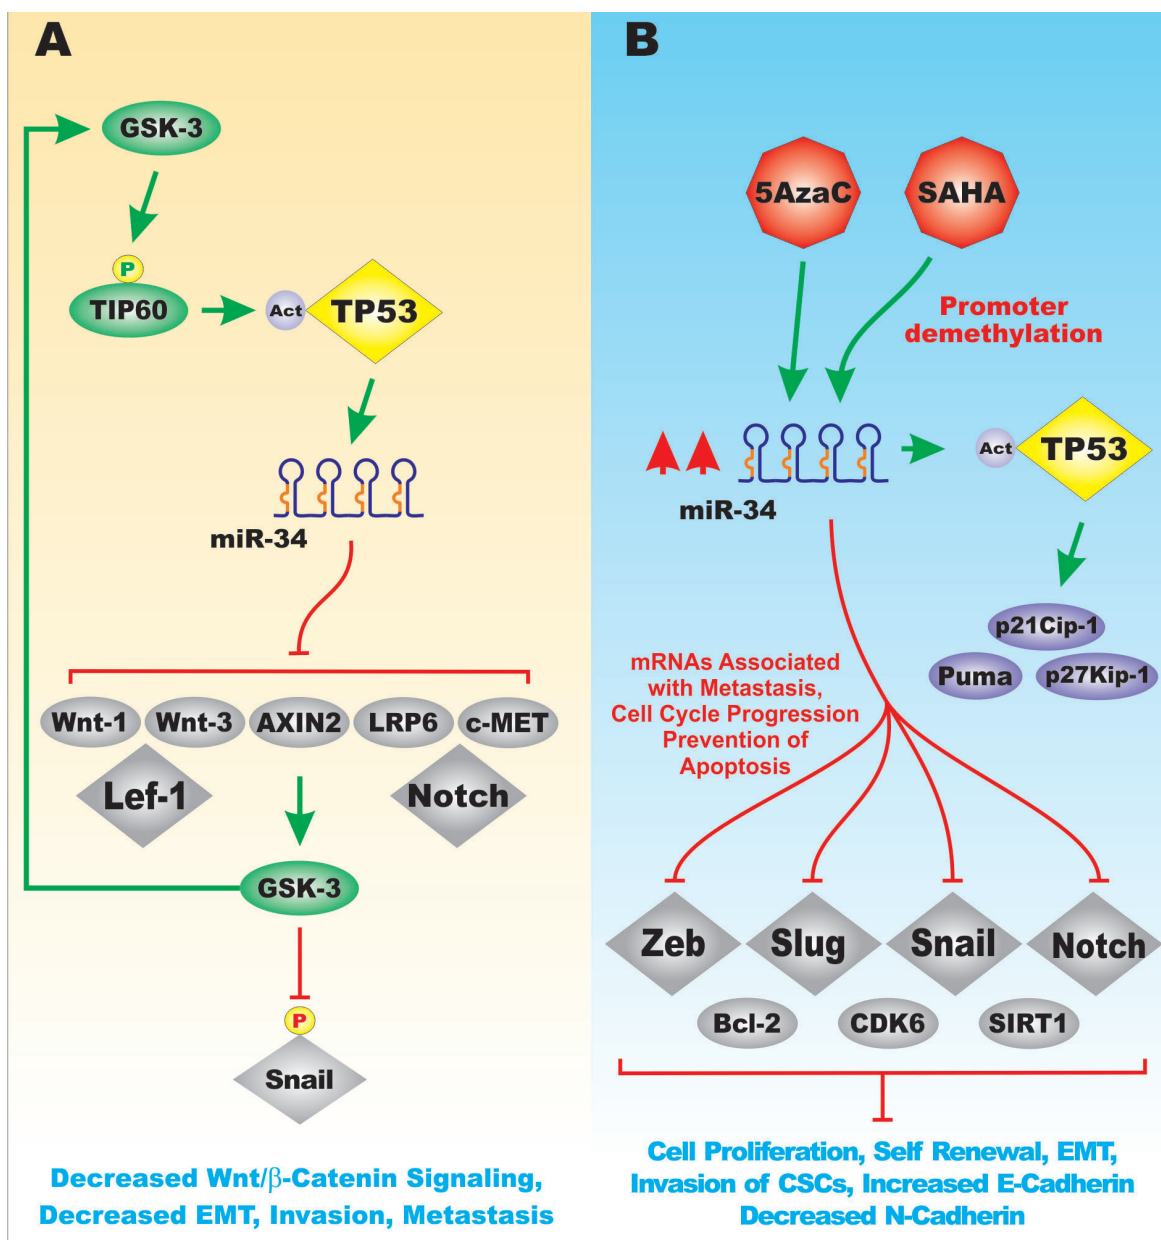 A
GSK-3
P
TIP60
Act
TP53
miR-34
Wnt-1
Wnt-3
AXIN2
LRP6
c-MET
Lef-1
Notch
GSK-3
P
Snail
Decreased Wnt/β-Catenin Signaling,
Decreased EMT, Invasion, Metastasis
B
5AzaC
SAHA
Promoter
demethylation
miR-34
Act
TP53
p21Cip-1
Puma
p27Kip-1
mRNAs Associated
with Metastasis,
Cell Cycle Progression
Prevention of
Apoptosis
Zeb
Slug
Snail
Notch
Bcl-2
CDK6
SIRT1
Cell Proliferation, Self Renewal, EMT,
Invasion of CSCs, Increased E-Cadherin
Decreased N-Cadherin